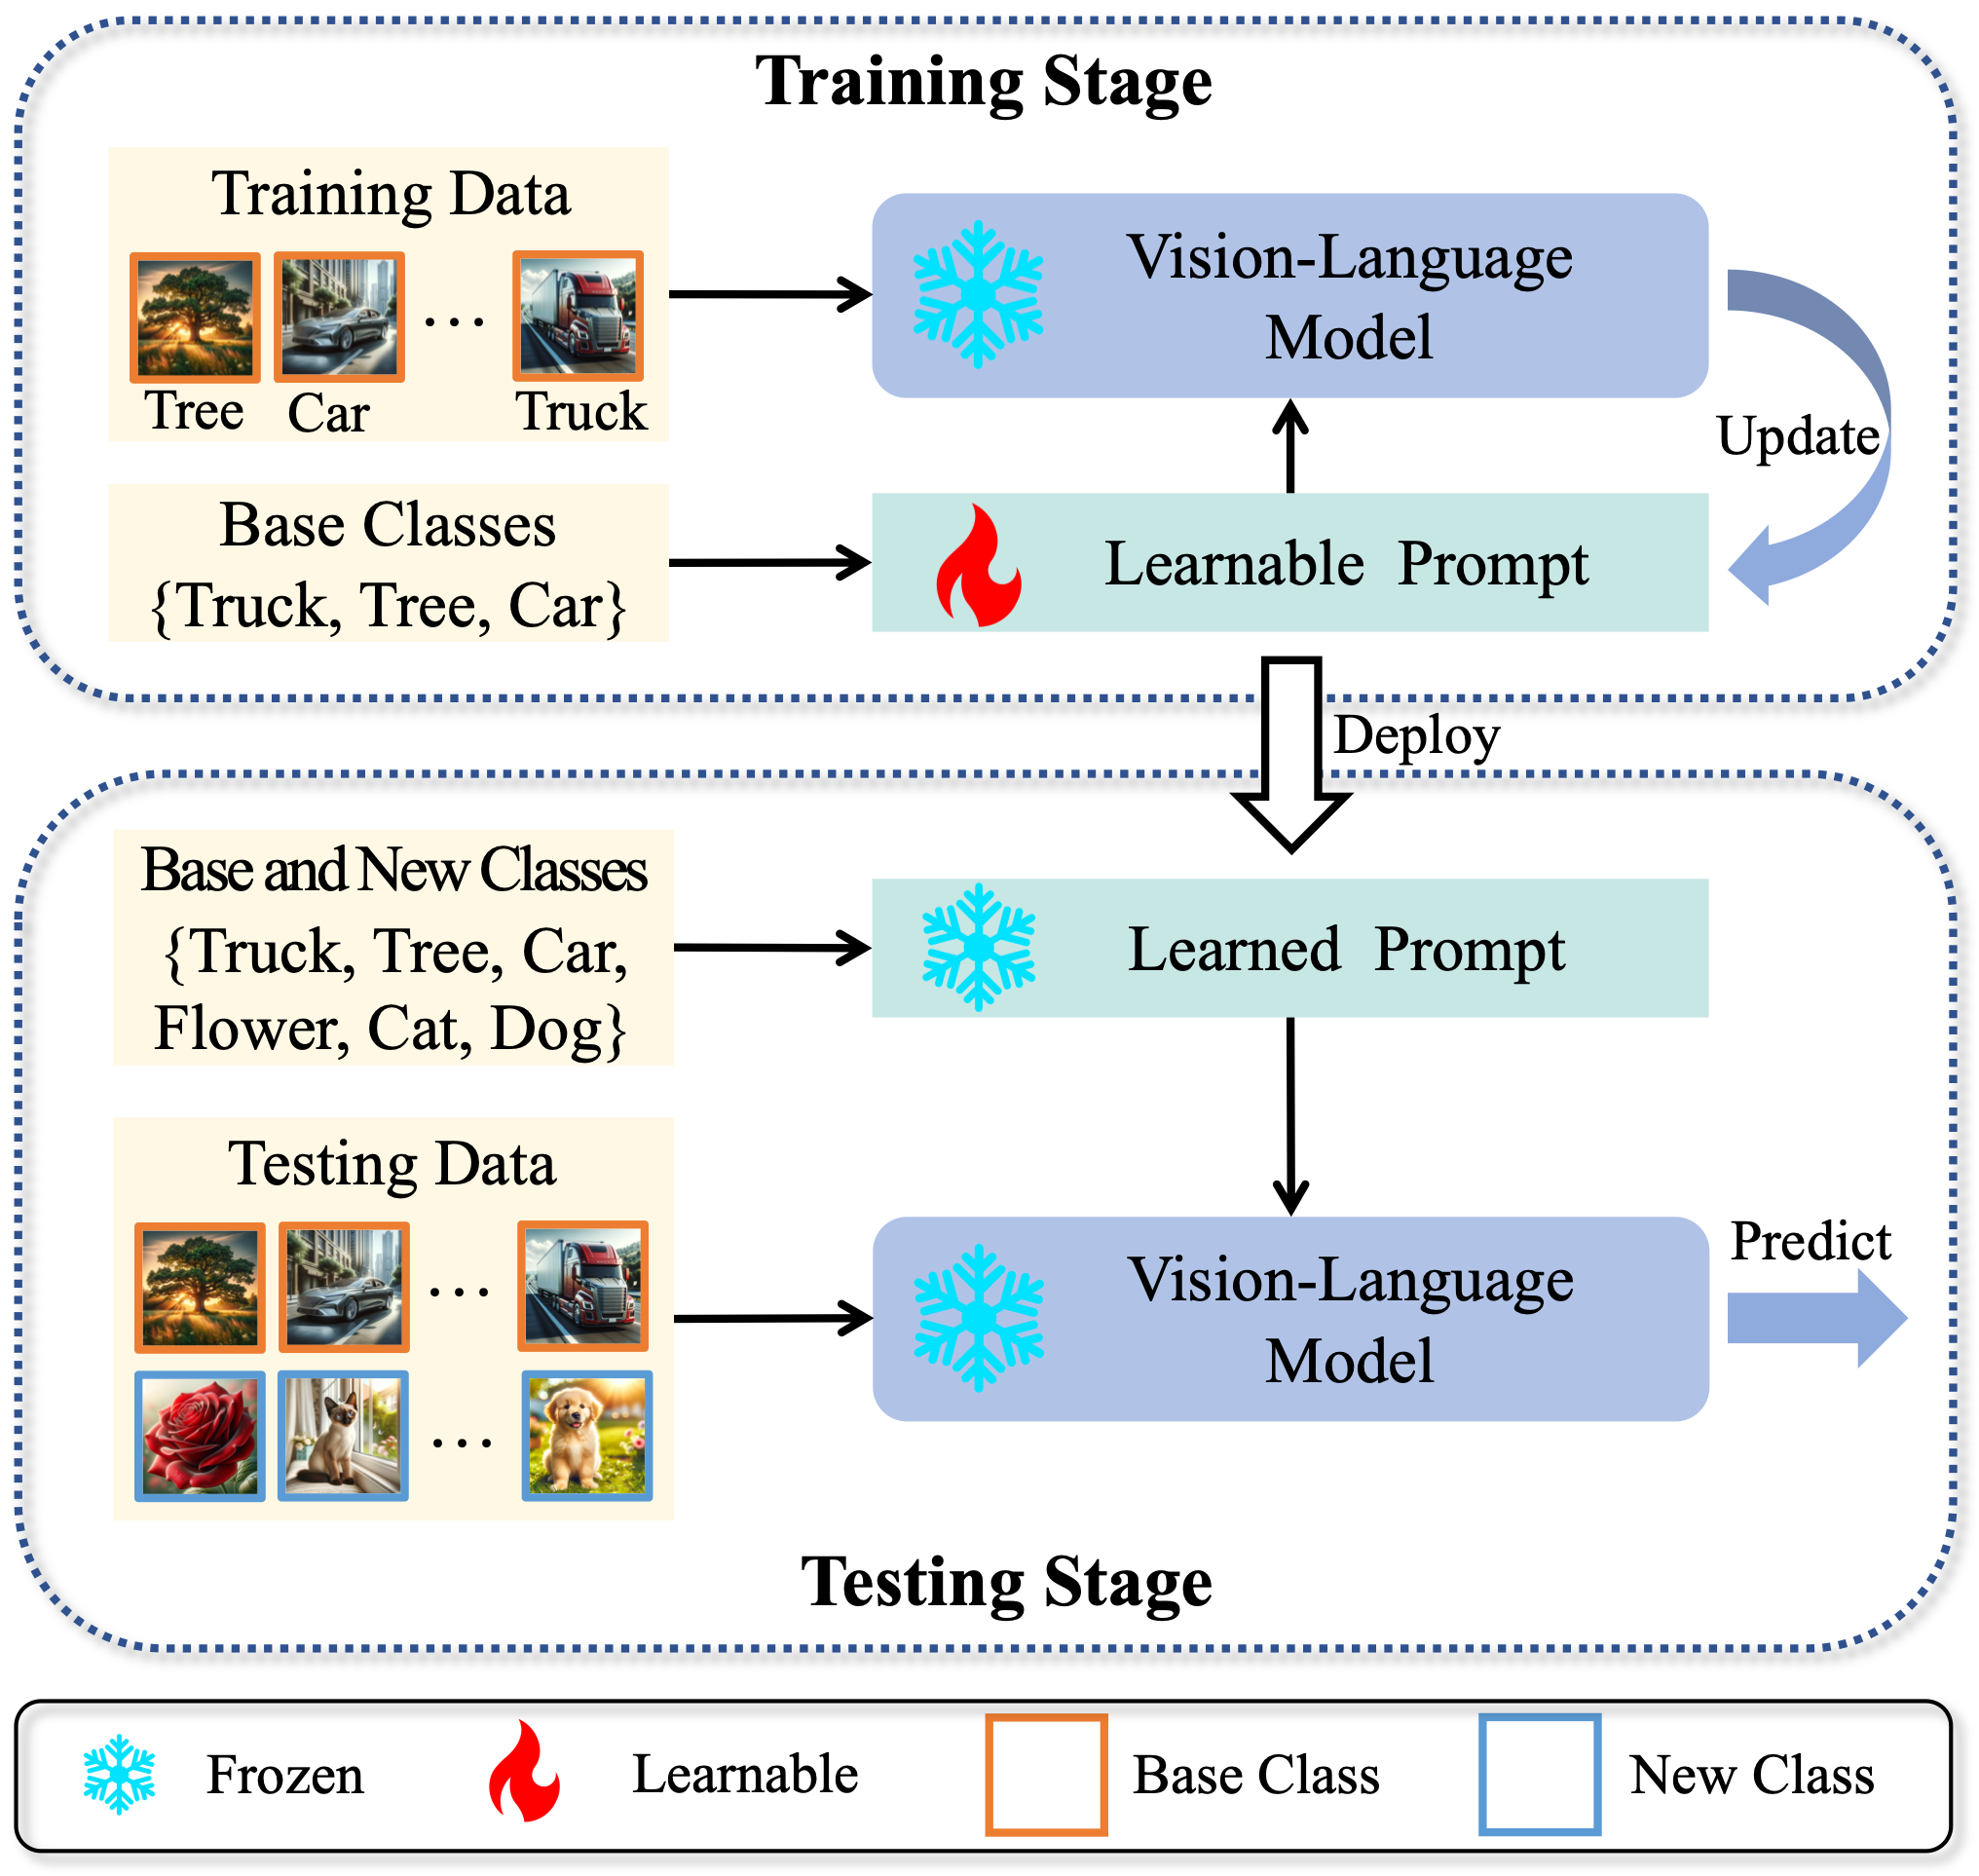 Training Stage
Training Data
...
Tree
Car
Truck
Vision-Language
Model
Update
Base Classes
{Truck, Tree, Car}
Learnable Prompt
Deploy
Base and New Classes
{Truck, Tree, Car,
Flower, Cat, Dog}
Learned Prompt
Testing Data
...
...
Vision-Language
Model
Predict
Testing Stage
Frozen
Learnable
Base Class
New Class